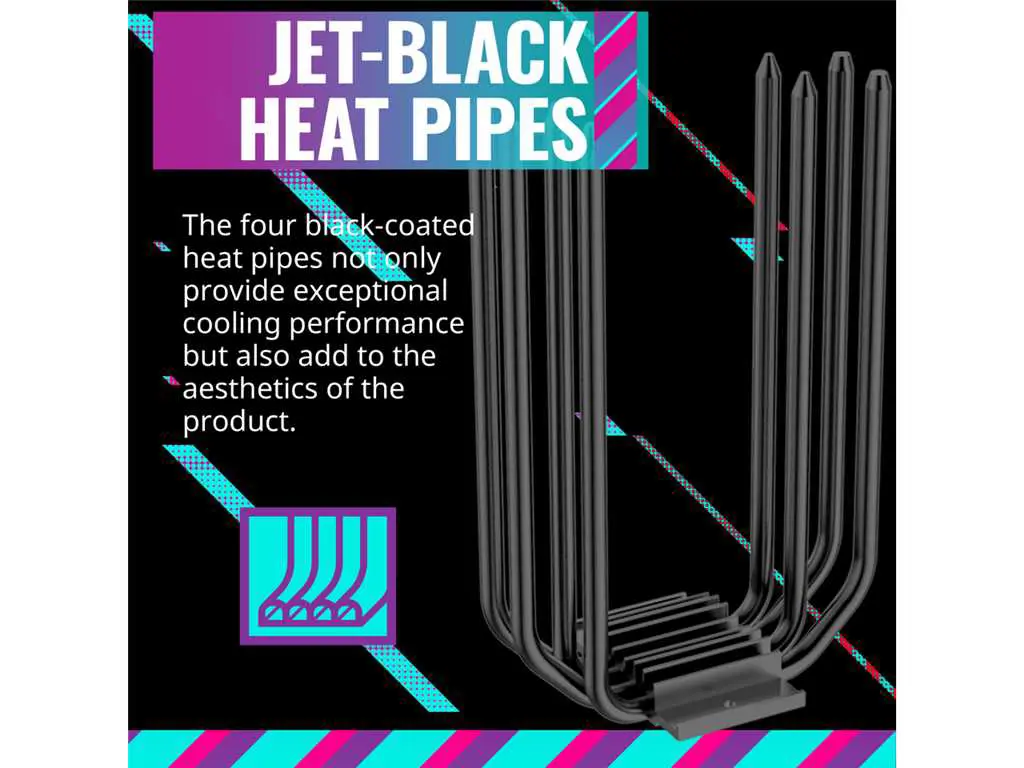 JET-BLACK
HEAT PIPES
The four black-coated
heat pipes not only
provide exceptional
cooling performance
but also add to the
aesthetics of the
product.